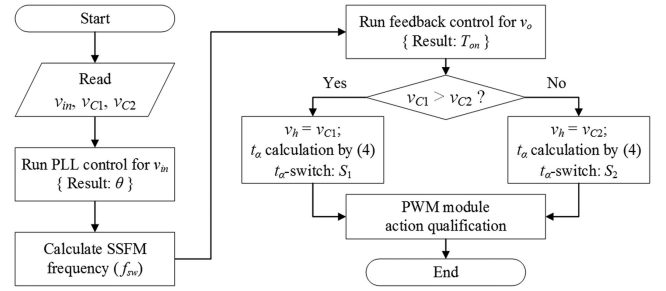 Start
Read
v_in, v_C1, v_C2
Run PLL control for v_in
{ Result: θ }
Calculate SSFM
frequency (f_sw)
Run feedback control for v_o
{ Result: T_on }
v_C1 > v_C2 ?
Yes
No
v_h = v_C1;
t_α calculation by (4)
t_α-switch: S_1
v_h = v_C2;
t_α calculation by (4)
t_α-switch: S_2
PWM module
action qualification
End